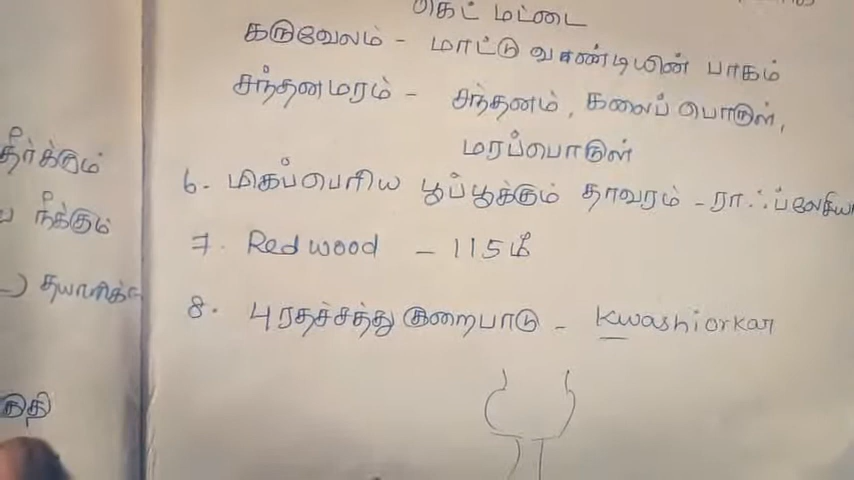 கெட் மட்டை
கருவேலம் - மாட்டு வண்டியின் பாகம்
சந்தனமரம் - சந்தனம், கலைப் பொருள்,
மரப்பொருள்
தீர்க்கும்
6. மிகப்பெரிய பூப்பூக்கும் தாவரம் - ராஃப்லேசியா
நீக்கும்
7. Redwood - 115மீ
8. புரதச்சத்து குறைபாடு - Kwashiorkar